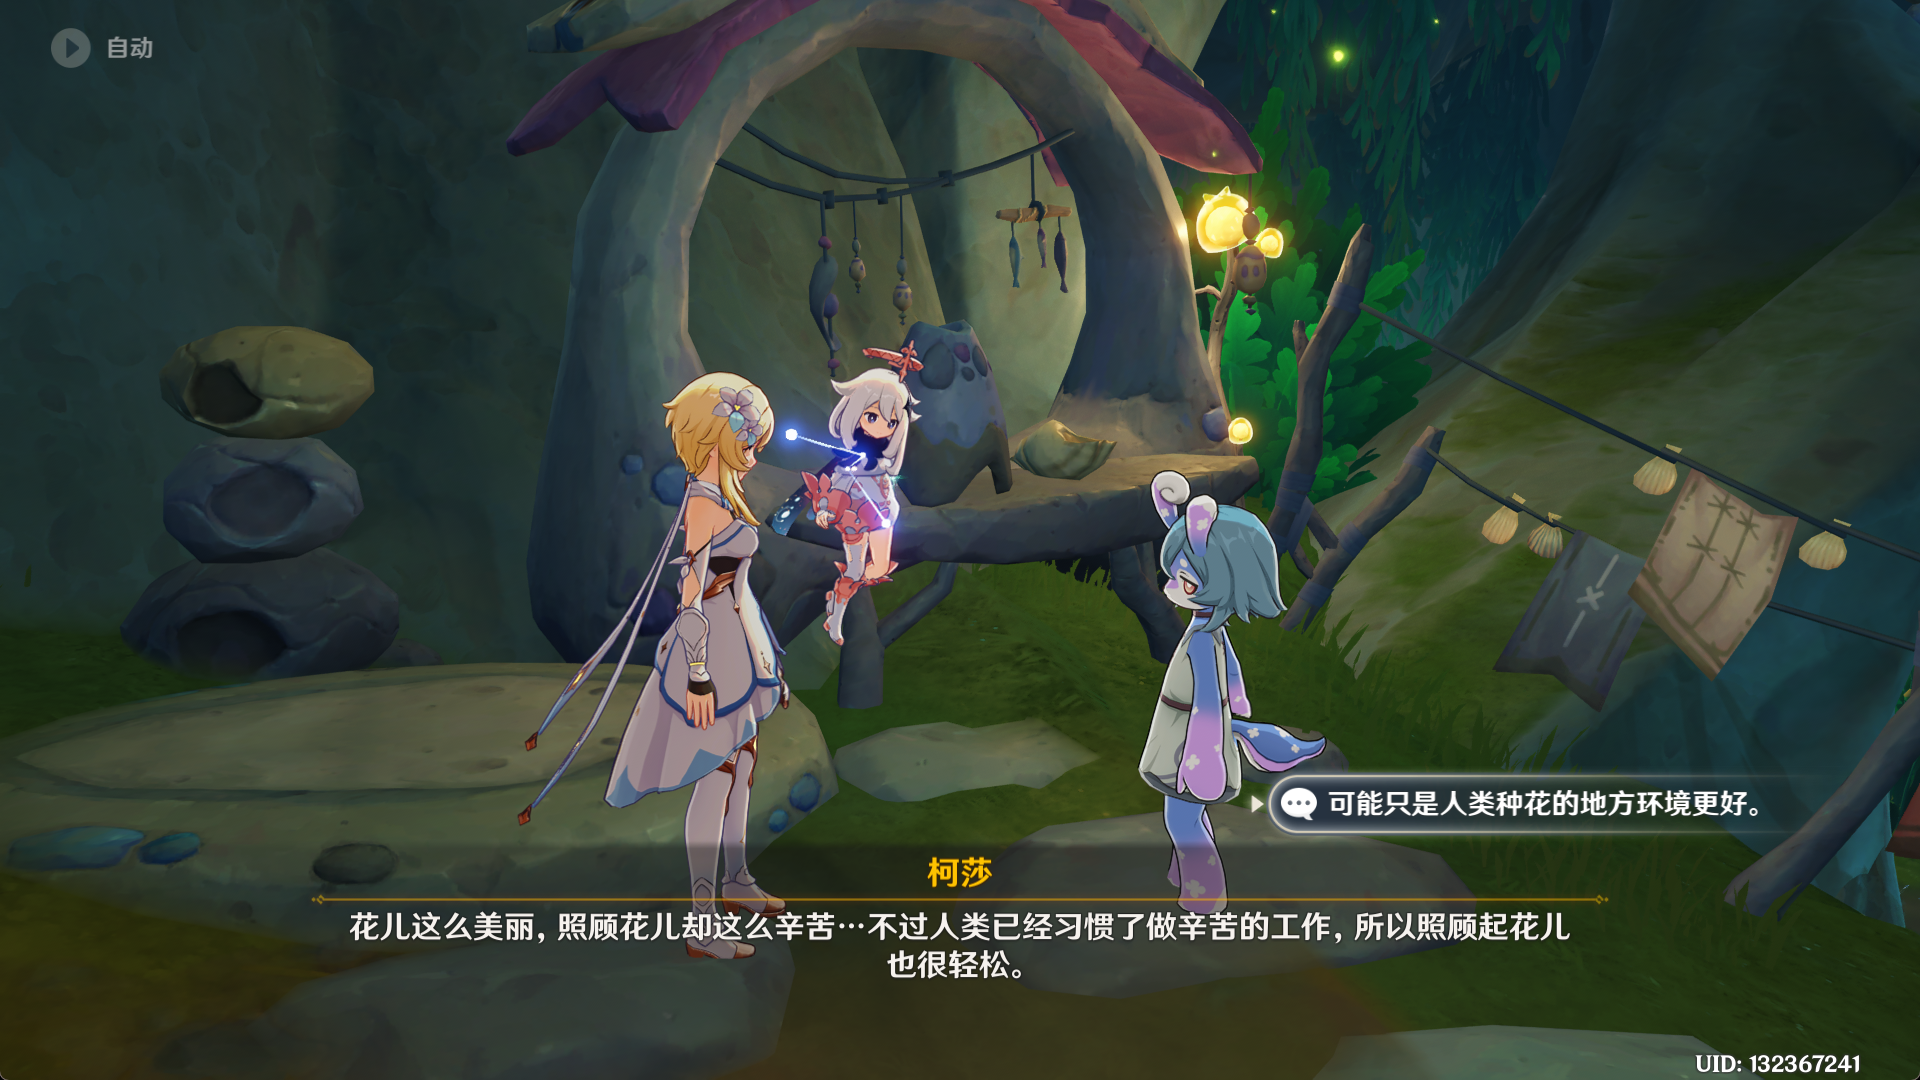 自动
可能只是人类种花的地方环境更好。
柯莎
花儿这么美丽, 照顾花儿却这么辛苦…不过人类已经习惯了做辛苦的工作, 所以照顾起花儿
也很轻松。
UID: 132367241